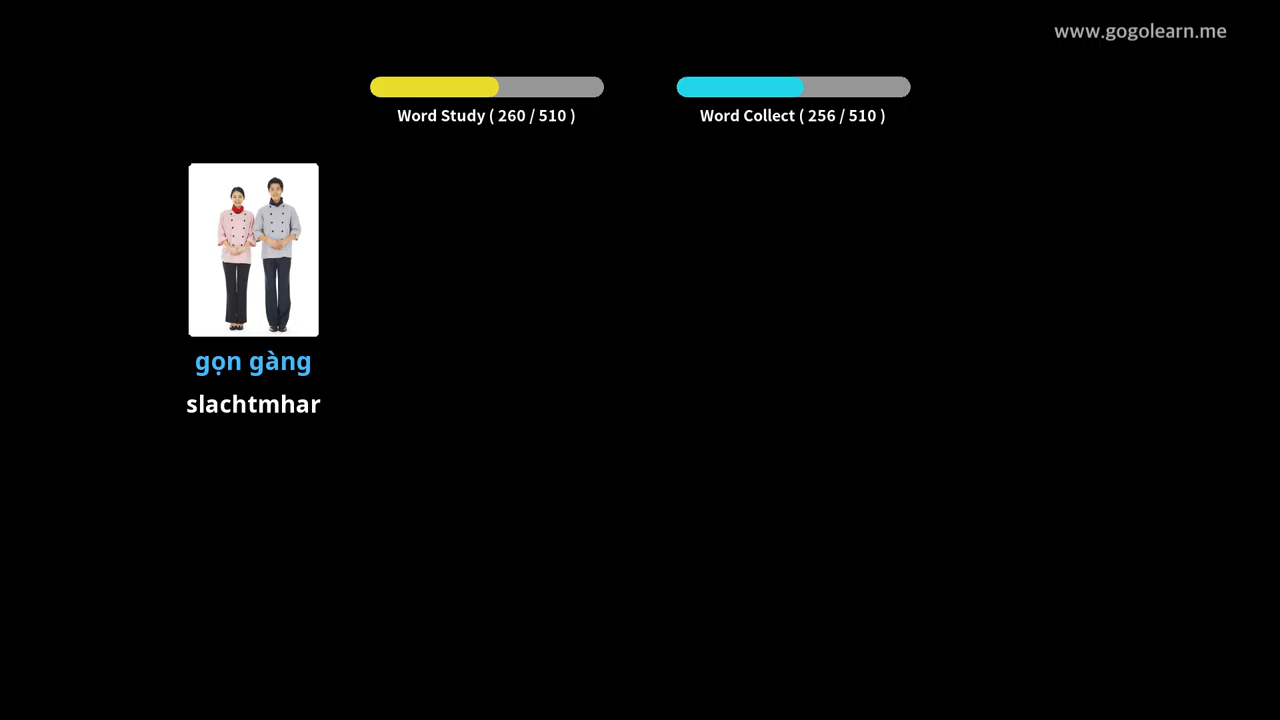 www.gogolearn.me
Word Study ( 260 / 510 )
Word Collect ( 256 / 510 )
gọn gàng
slachtmhar